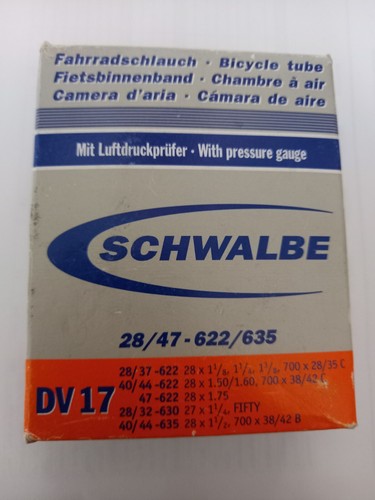 Fahrradschlauch · Bicycle tube
Fietsbinnenband · Chambre à air
Camera d'aria · Cámara de aire
Mit Luftdruckprüfer · With pressure gauge
SCHWALBE
28/47-622/635
DV 17
28/37-622 28 x 1⅝, 1⅕, 1⅜, 700 x 28/35 C
40/44-622 28 x 1.50/1.60, 700 x 38/42 C
47-622 28 x 1.75
28/32-630 27 x 1¼, FIFTY
40/44-635 28 x 1½, 700 x 38/42 B